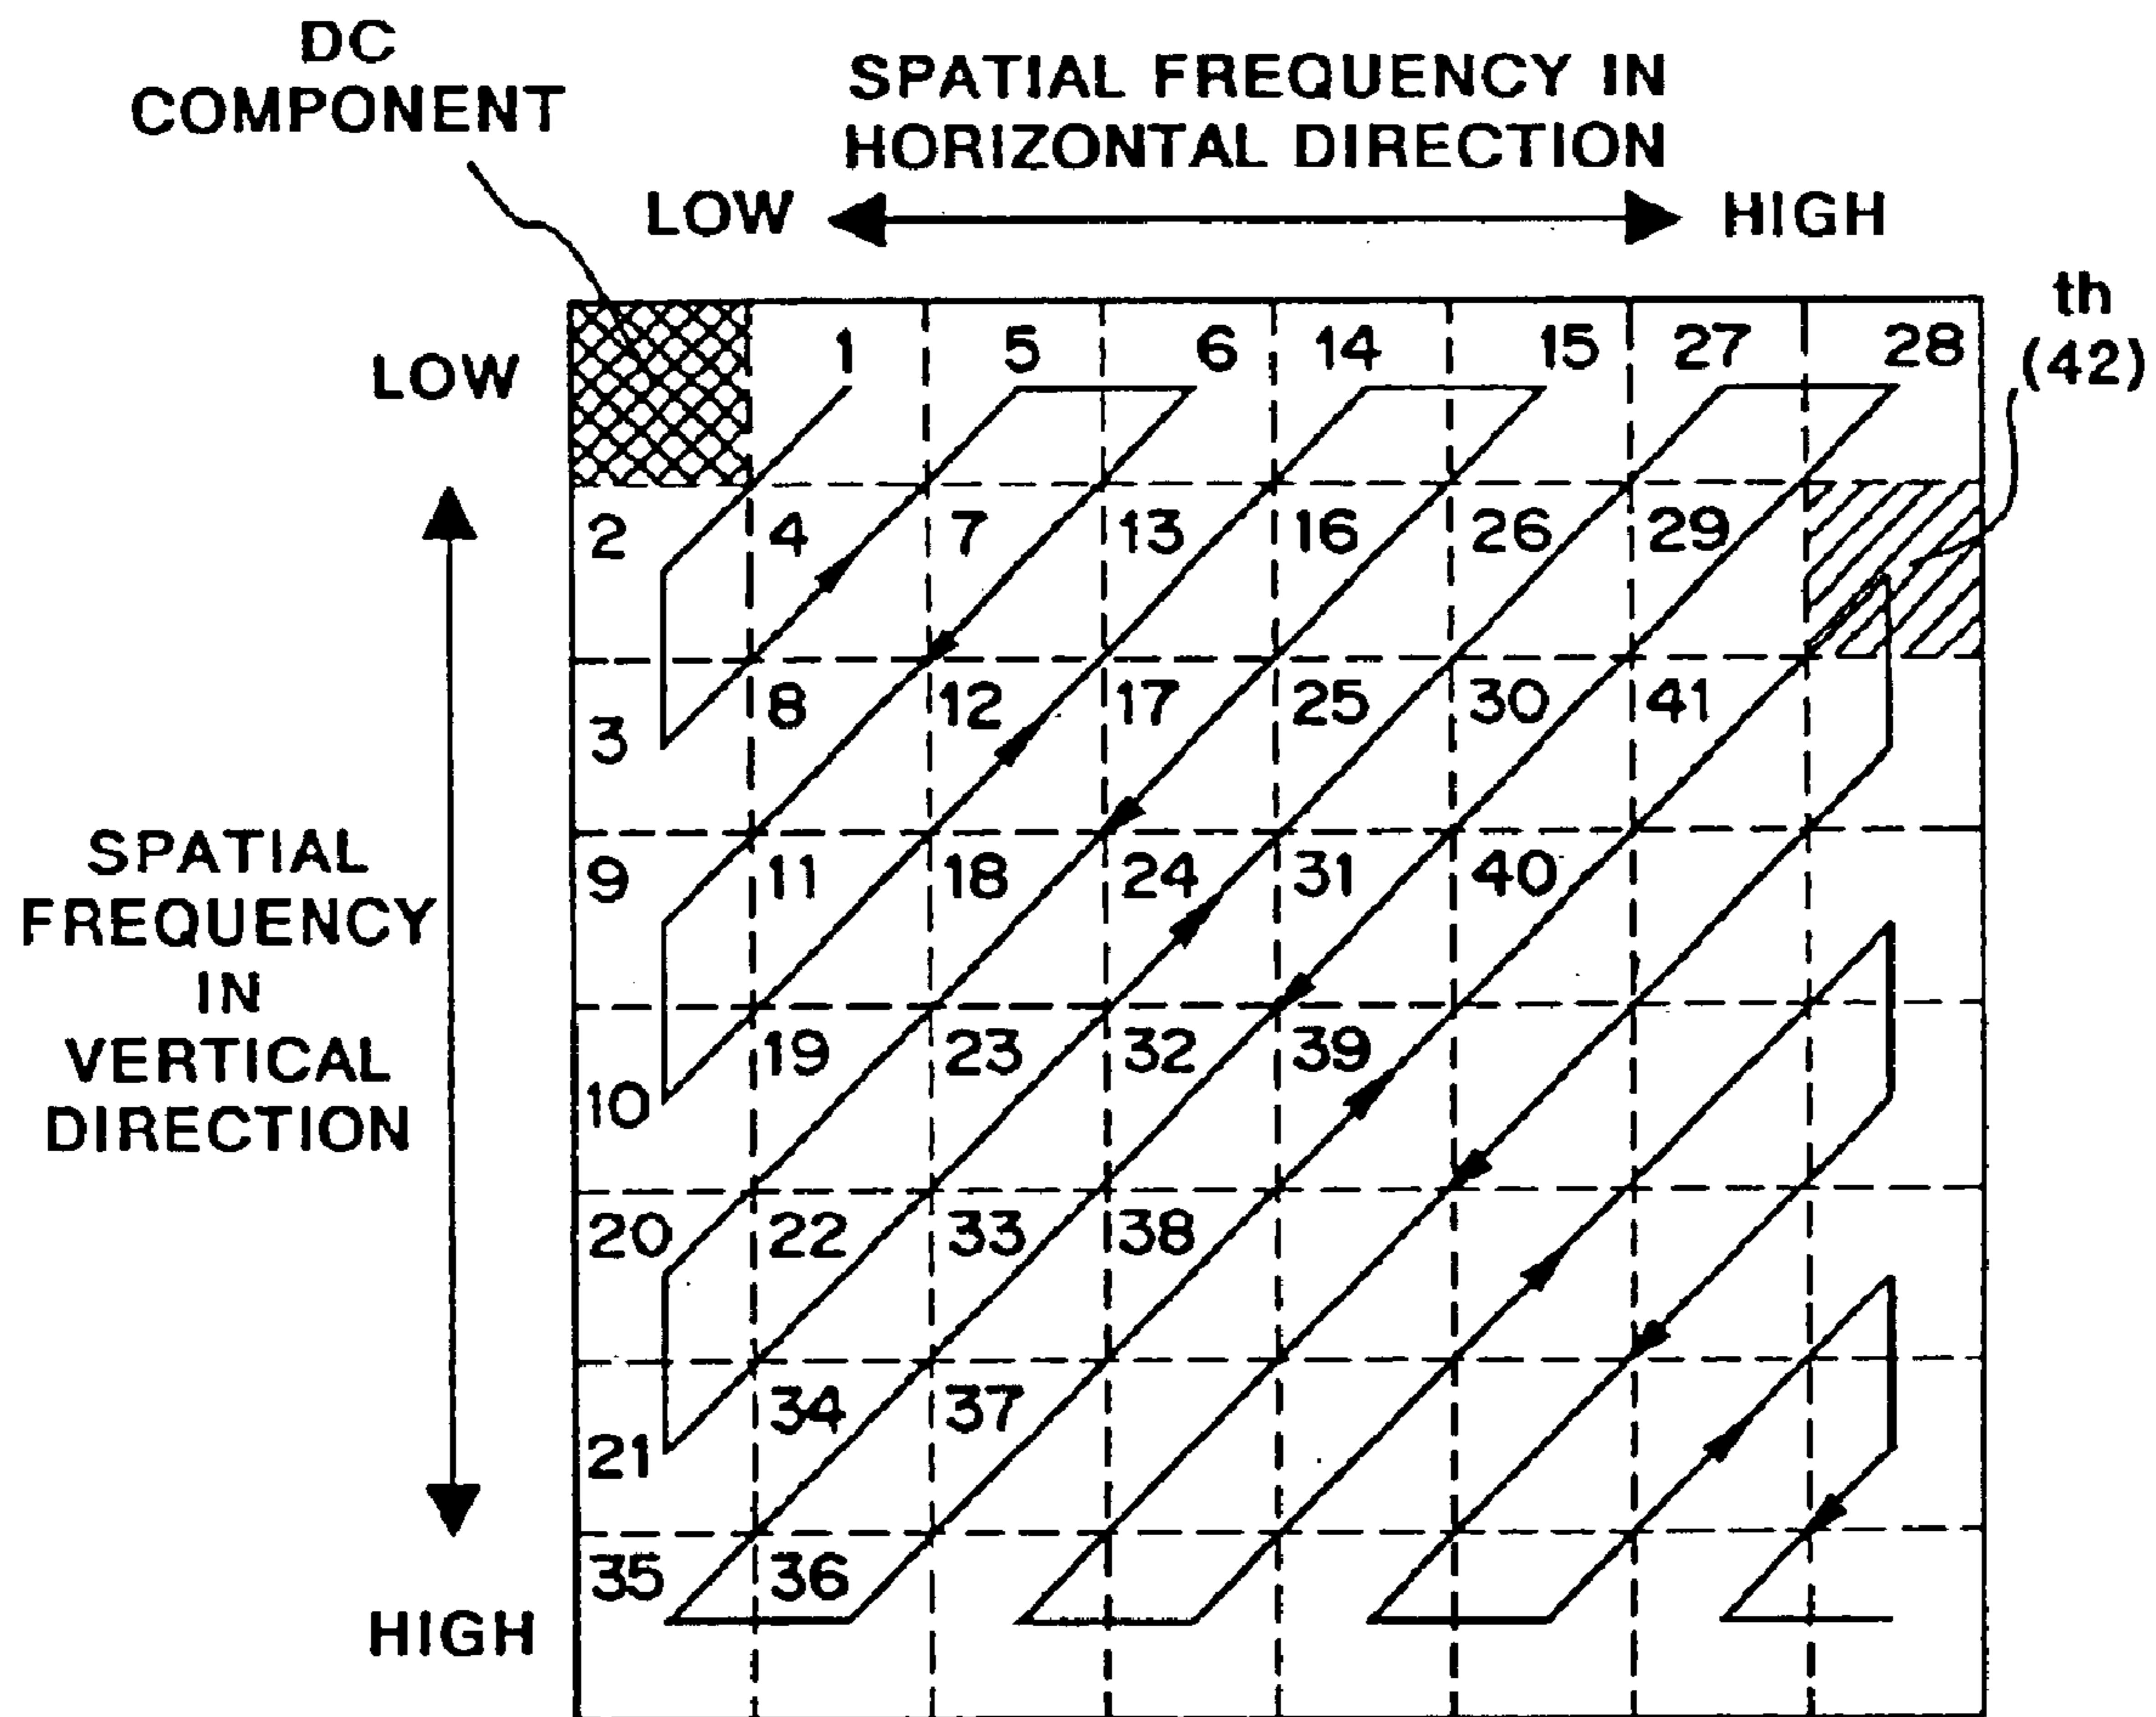 DC
COMPONENT
SPATIAL FREQUENCY IN
HORIZONTAL DIRECTION
LOW
HIGH
th
(42)
LOW
1 5 6 14 15 27 28
2 4 7 13 16 26 29
3 8 12 17 25 30 41
9 11 18 24 31 40
10 19 23 32 39
20 22 33 38
21 34 37
35 36
SPATIAL
FREQUENCY
IN
VERTICAL
DIRECTION
HIGH